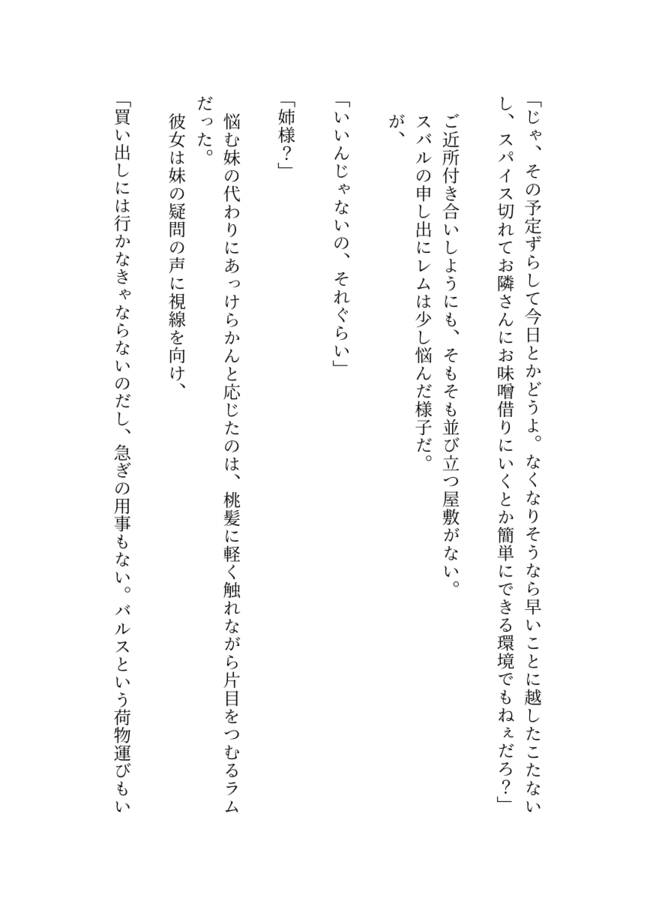 「じゃ、その予定ずらして今日とかどうよ。なくなりそうなら早いことに越したこたない
し、スパイス切れてお隣さんにお味噌借りにいくとか簡単にできる環境でもねぇだろ？」
ご近所付き合いしようにも、そもそも並び立つ屋敷がない。
スバルの申し出にレムは少し悩んだ様子だ。
が、
「いいんじゃないの、それぐらい」
「姉様？」
悩む妹の代わりにあっけらかんと応じたのは、桃髪に軽く触れながら片目をつむるラム
だった。
彼女は妹の疑問の声に視線を向け、
「買い出しには行かなきゃならないのだし、急ぎの用事もない。バルスという荷物運びもい